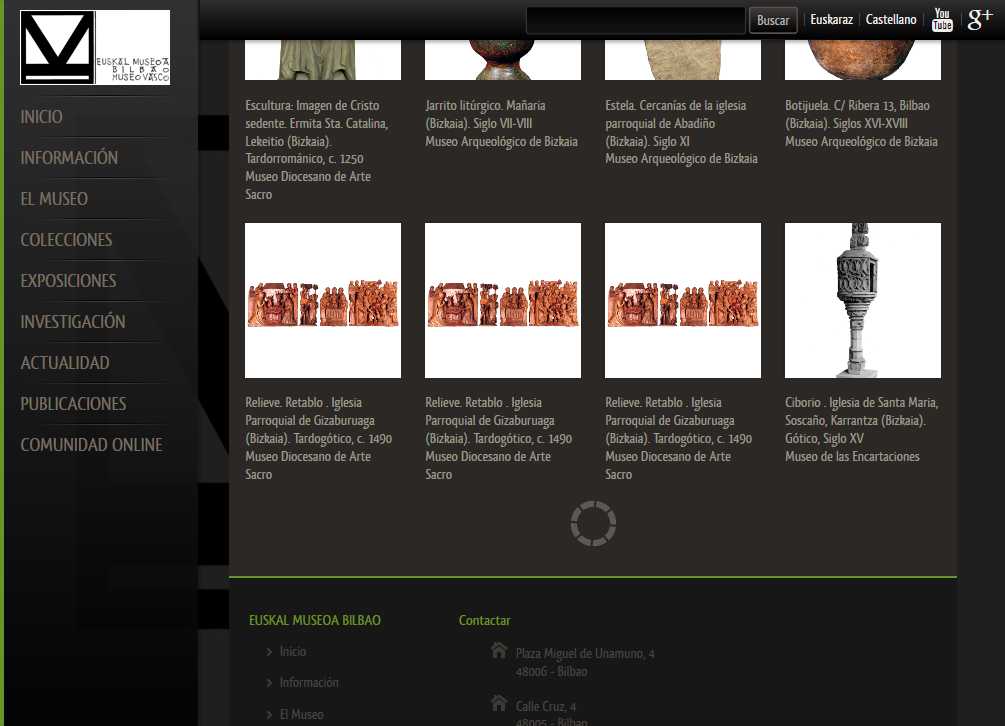 EUSKAL MUSEOA
BILBAO
MUSEO VASCO
Buscar
Euskaraz
Castellano
You
Tube
g+
INICIO
INFORMACIÓN
EL MUSEO
COLECCIONES
EXPOSICIONES
INVESTIGACIÓN
ACTUALIDAD
PUBLICACIONES
COMUNIDAD ONLINE
Escultura: Imagen de Cristo
sedente. Ermita Sta. Catalina,
Lekeitio (Bizkaia).
Tardorrománico, c. 1250
Museo Diocesano de Arte
Sacro
Jarrito litúrgico. Mañaria
(Bizkaia). Siglo VII-VIII
Museo Arqueológico de Bizkaia
Estela. Cercanías de la iglesia
parroquial de Abadiño
(Bizkaia). Siglo XI
Museo Arqueológico de Bizkaia
Botijuela. C/ Ribera 13, Bilbao
(Bizkaia). Siglos XVI-XVIII
Museo Arqueológico de Bizkaia
Relieve. Retablo . Iglesia
Parroquial de Gizaburuaga
(Bizkaia). Tardogótico, c. 1490
Museo Diocesano de Arte
Sacro
Relieve. Retablo . Iglesia
Parroquial de Gizaburuaga
(Bizkaia). Tardogótico, c. 1490
Museo Diocesano de Arte
Sacro
Relieve. Retablo . Iglesia
Parroquial de Gizaburuaga
(Bizkaia). Tardogótico, c. 1490
Museo Diocesano de Arte
Sacro
Ciborio . Iglesia de Santa Maria,
Soscaño, Karrantza (Bizkaia).
Gótico, Siglo XV
Museo de las Encartaciones
EUSKAL MUSEOA BILBAO
Inicio
Información
El Museo
Contactar
Plaza Miguel de Unamuno, 4
48006 - Bilbao
Calle Cruz, 4
48005 - Bilbao